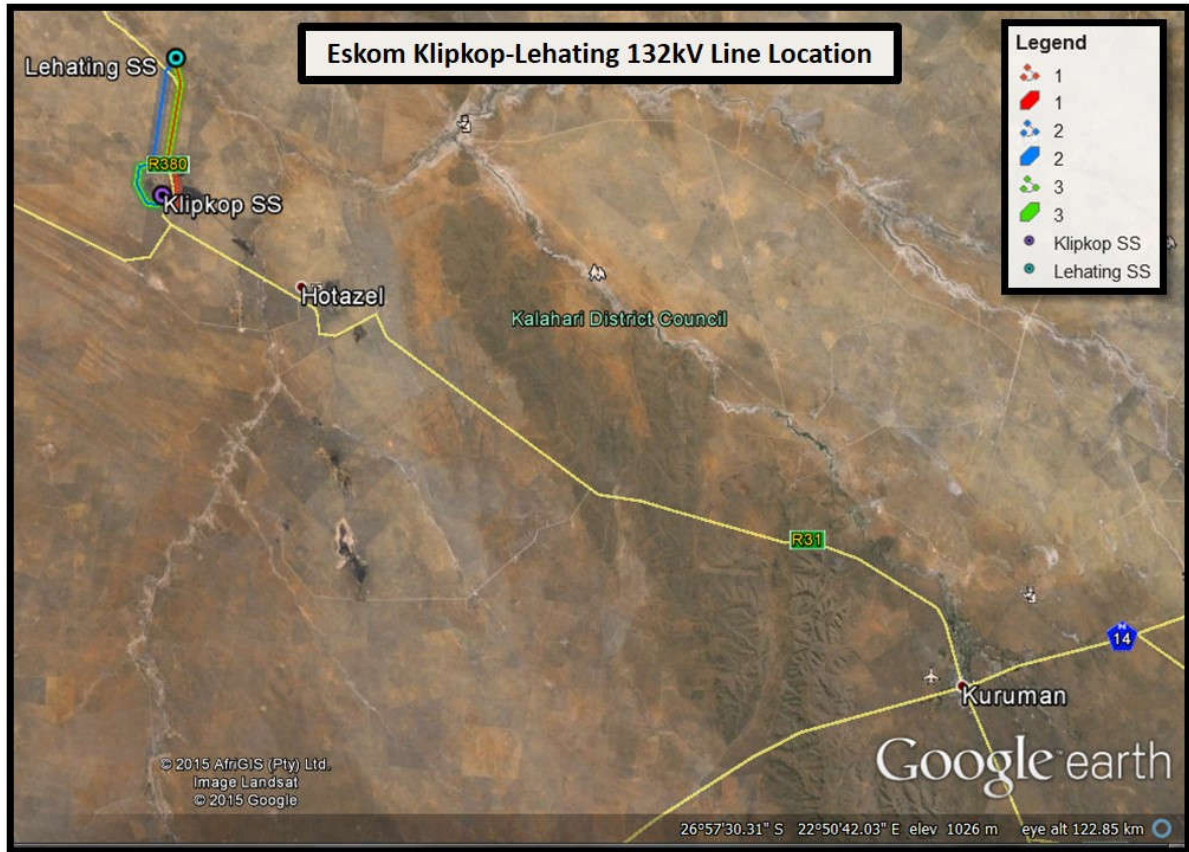 Eskom Klipkop-Lehating 132kV Line Location
Legend
1
1
2
2
3
3
Klipkop SS
Lehating SS
Lehating SS
R380
Klipkop SS
Hotazel
Kalahari District Council
R31
N
14
Kuruman
© 2015 AfriGIS (Pty) Ltd.
Image Landsat
© 2015 Google
Google earth
26°57'30.31" S 22°50'42.03" E elev 1026 m eye alt 122.85 km